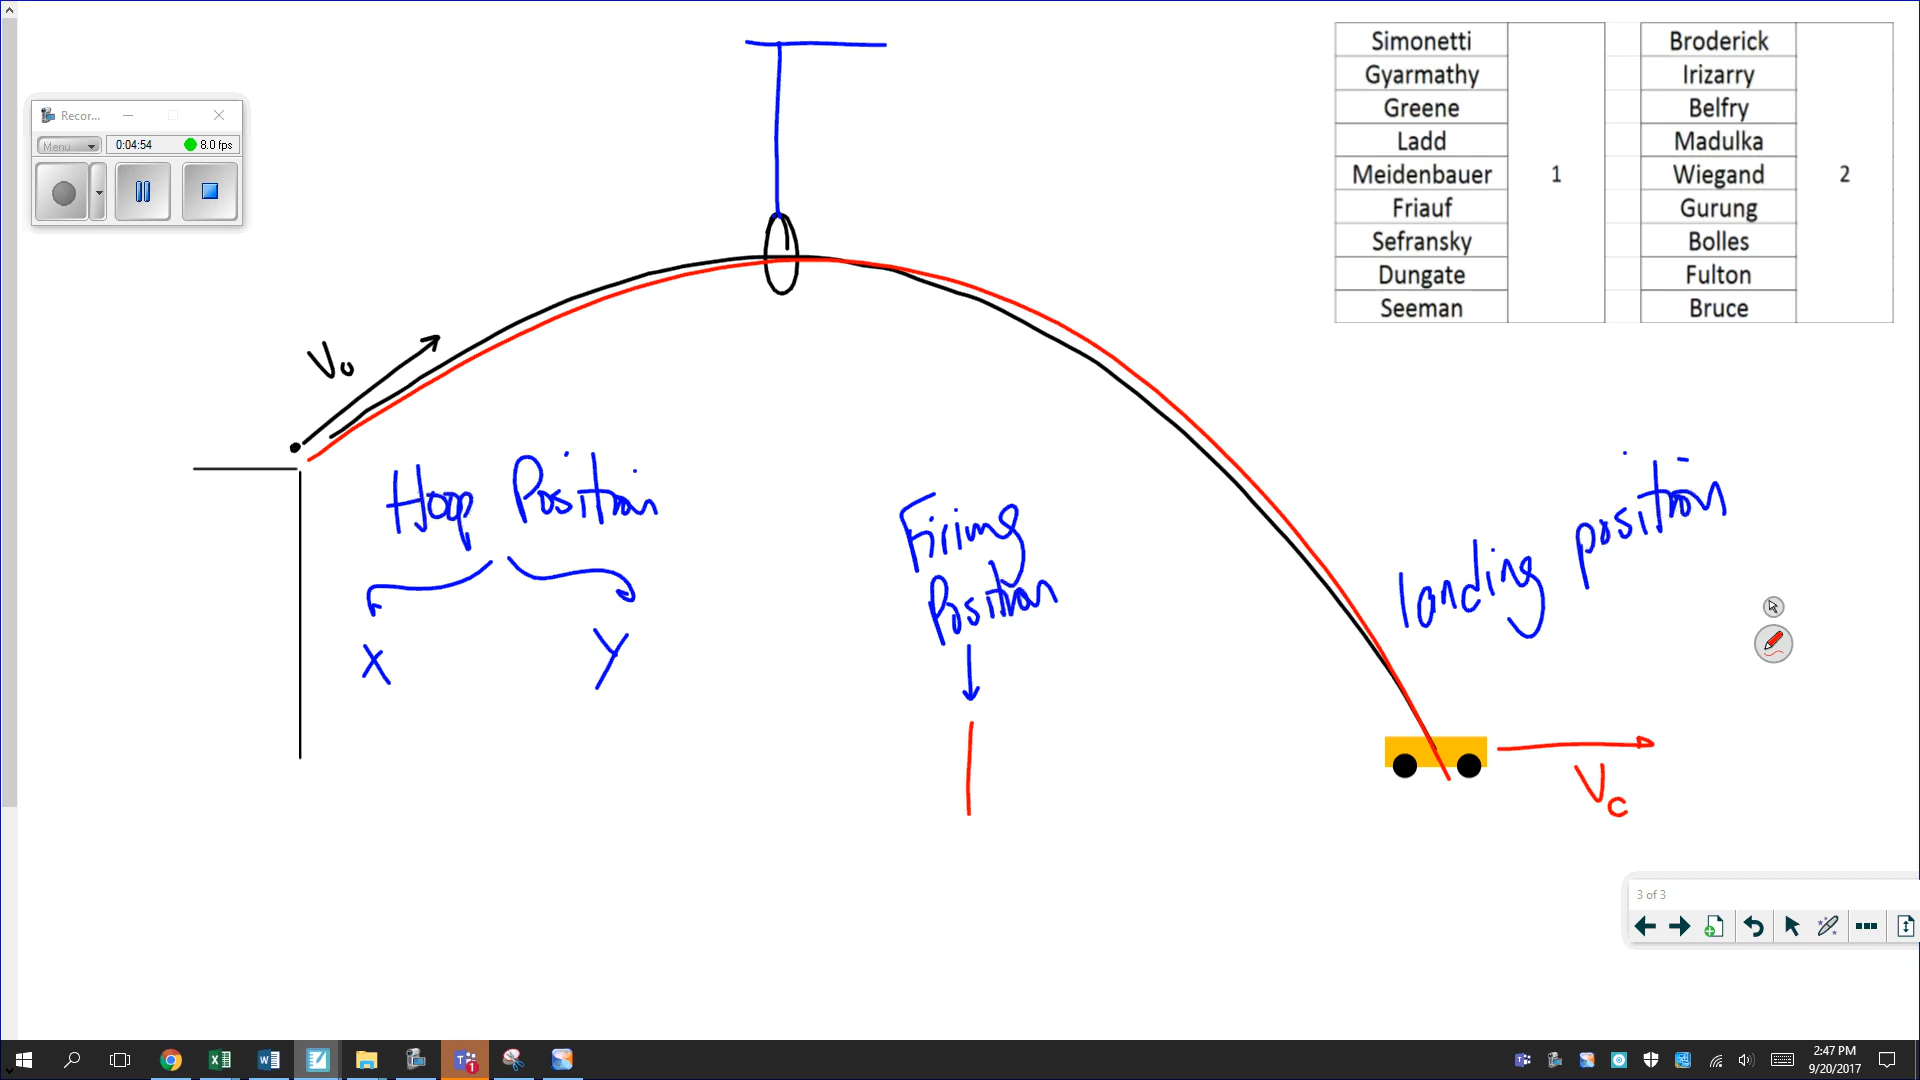 Simonetti
Gyarmathy
Greene
Ladd
Meidenbauer
Friauf
Sefransky
Dungate
Seeman
1
Broderick
Irizarry
Belfry
Madulka
Wiegand
Gurung
Bolles
Fulton
Bruce
2
Recor...
Menu
0:04:54
8.0 fps
V₀
Hoop Position
X
Y
Firing
Position
landing position
Vc
3 of 3
2:47 PM
9/20/2017